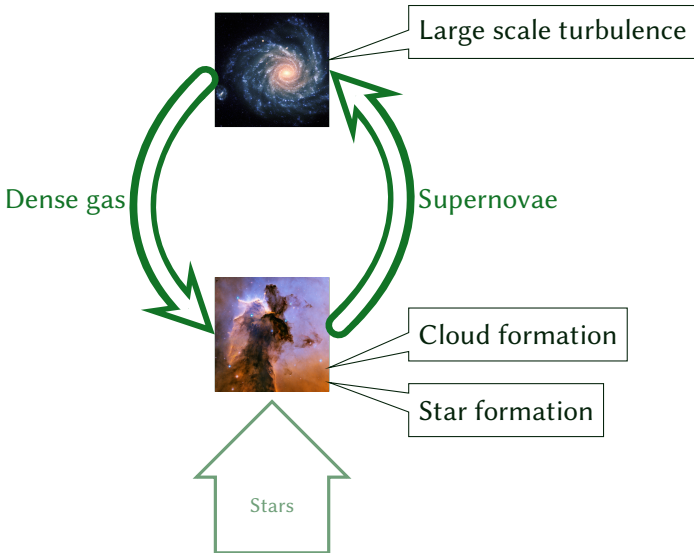 Large scale turbulence
Dense gas
Supernovae
Cloud formation
Star formation
Stars